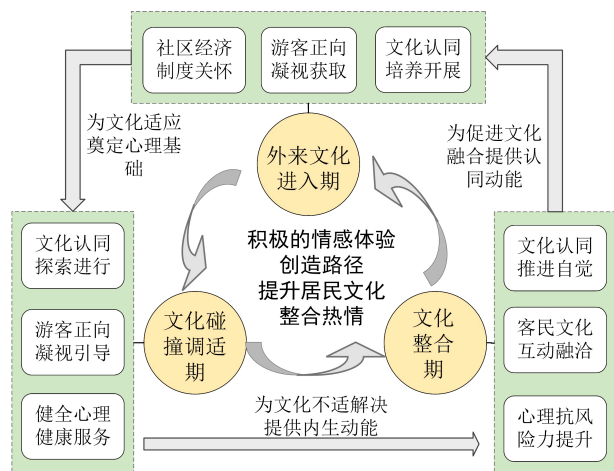 社区经济
制度关怀
游客正向
凝视获取
文化认同
培养开展
为文化适应
奠定心理基
础
外来文化
进入期
为促进文化
融合提供认
同动能
文化认同
探索进行
游客正向
凝视引导
健全心理
健康服务
文化碰
撞调适
期
积极的情感体验
创造路径
提升居民文化
整合热情
文化
整合
期
文化认同
推进自觉
客民文化
互动融洽
心理抗风
险力提升
为文化不适解决
提供内生动能